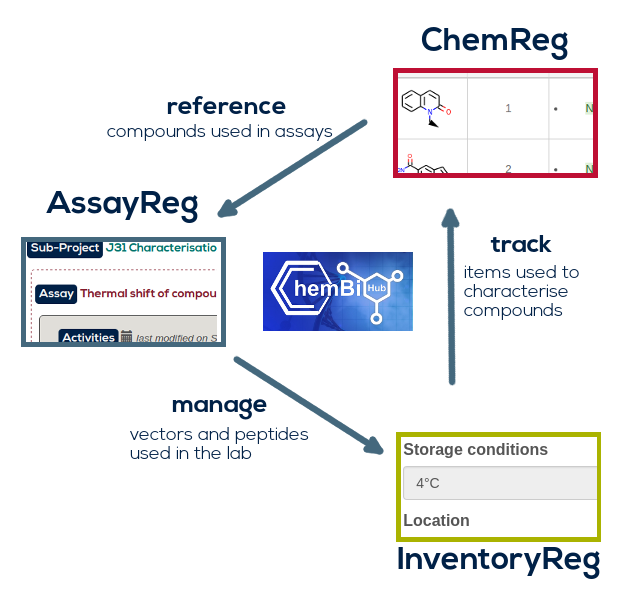 ChemReg
N
O
1
•
N
O
2
•
N
reference
compounds used in assays
AssayReg
Sub-Project J31 Characterisatio
Assay Thermal shift of compou
Activities last modified on S
hemBi Hub
track
items used to
characterise
compounds
manage
vectors and peptides
used in the lab
Storage conditions
4°C
Location
InventoryReg